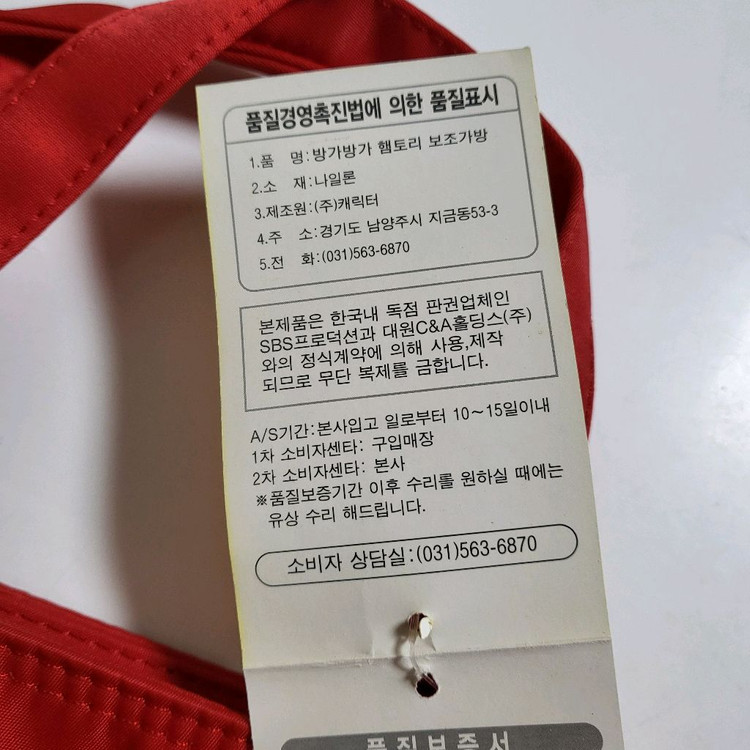 품질경영촉진법에 의한 품질표시
1.품 명:방가방가 햄토리 보조가방
2.소 재:나일론
3.제조원:(주)캐릭터
4.주 소:경기도 남양주시 지금동53-3
5.전 화:(031)563-6870
본제품은 한국내 독점 판권업체인
SBS프로덕션과 대원C&A홀딩스(주)
와의 정식계약에 의해 사용,제작
되므로 무단 복제를 금합니다.
A/S기간:본사입고 일로부터 10~15일이내
1차 소비자센타: 구입매장
2차 소비자센타: 본사
※품질보증기간 이후 수리를 원하실 때에는
유상 수리 해드립니다.
소비자 상담실:(031)563-6870
품질보증서